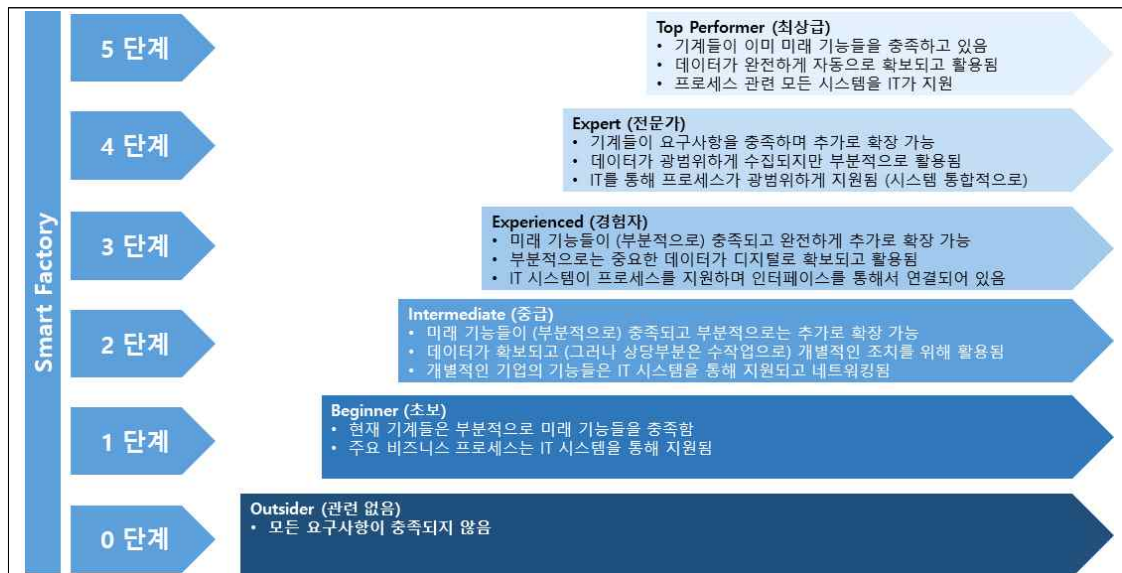 Smart Factory
5 단계
Top Performer (최상급)
• 기계들이 이미 미래 기능들을 충족하고 있음
• 데이터가 완전하게 자동으로 확보되고 활용됨
• 프로세스 관련 모든 시스템을 IT가 지원
4 단계
Expert (전문가)
• 기계들이 요구사항을 충족하며 추가로 확장 가능
• 데이터가 광범위하게 수집되지만 부분적으로 활용됨
• IT를 통해 프로세스가 광범위하게 지원됨 (시스템 통합적으로)
3 단계
Experienced (경험자)
• 미래 기능들이 (부분적으로) 충족되고 완전하게 추가로 확장 가능
• 부분적으로는 중요한 데이터가 디지털로 확보되고 활용됨
• IT 시스템이 프로세스를 지원하며 인터페이스를 통해서 연결되어 있음
2 단계
Intermediate (중급)
• 미래 기능들이 (부분적으로) 충족되고 부분적으로는 추가로 확장 가능
• 데이터가 확보되고 (그러나 상당부분은 수작업으로) 개별적인 조치를 위해 활용됨
• 개별적인 기업의 기능들은 IT 시스템을 통해 지원되고 네트워킹됨
1 단계
Beginner (초보)
• 현재 기계들은 부분적으로 미래 기능들을 충족함
• 주요 비즈니스 프로세스는 IT 시스템을 통해 지원됨
0 단계
Outsider (관련 없음)
• 모든 요구사항이 충족되지 않음